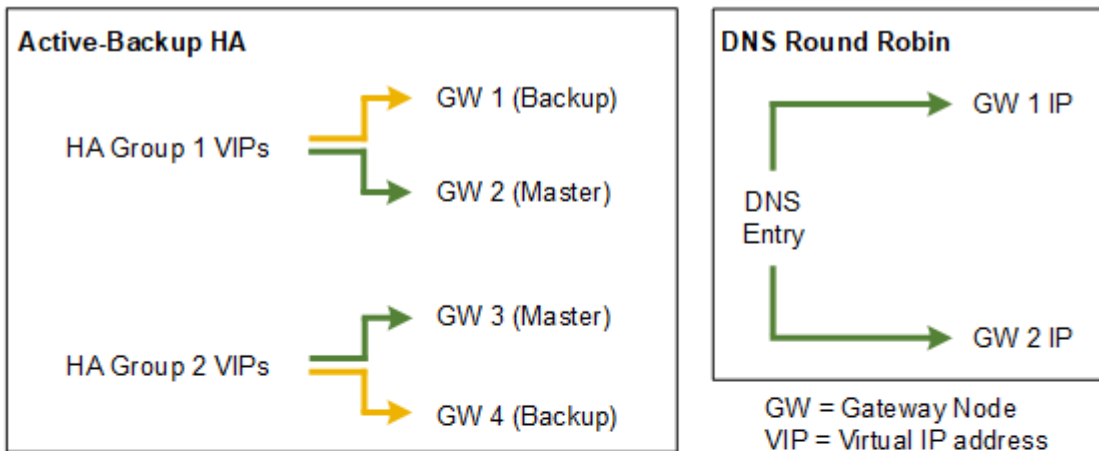 Active-Backup HA
GW 1 (Backup)
HA Group 1 VIPs
GW 2 (Master)
GW 3 (Master)
HA Group 2 VIPs
GW 4 (Backup)
DNS Round Robin
GW 1 IP
DNS
Entry
GW 2 IP
GW = Gateway Node
VIP = Virtual IP address